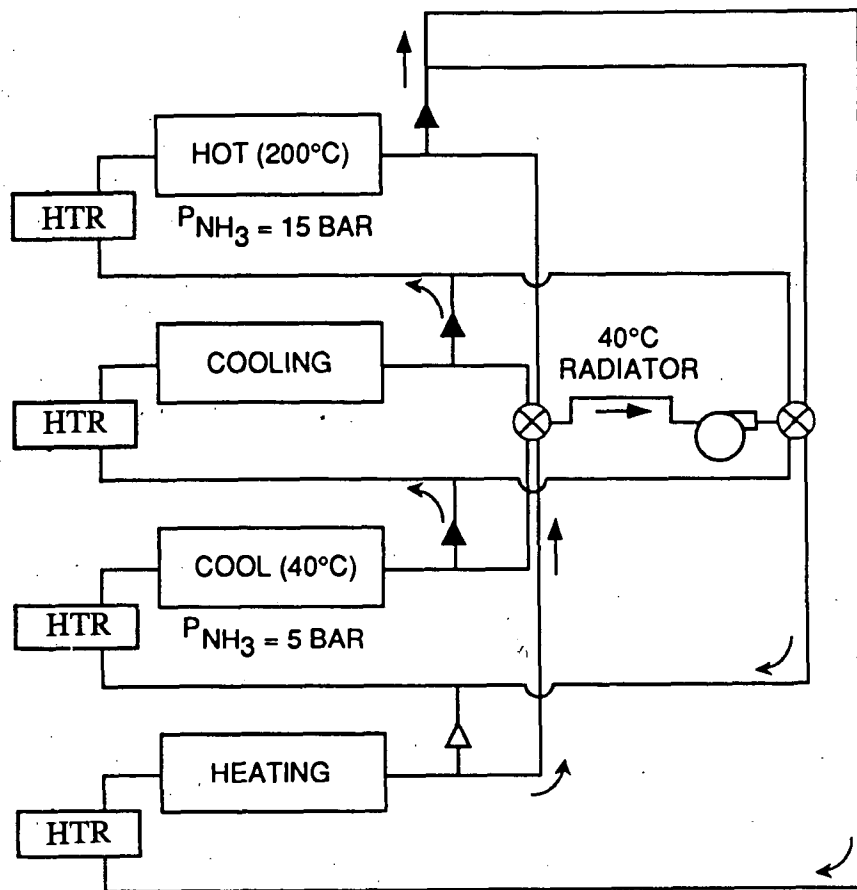 HOT (200°C)
HTR
PNH3 = 15 BAR
COOLING
40°C
RADIATOR
HTR
COOL (40°C)
HTR
PNH3 = 5 BAR
HEATING
HTR